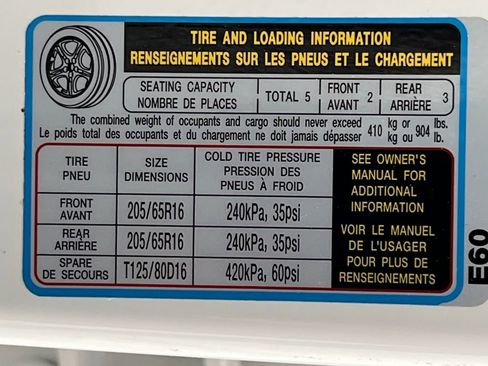 TIRE AND LOADING INFORMATION
RENSEIGNEMENTS SUR LES PNEUS ET LE CHARGEMENT
SEATING CAPACITY
NOMBRE DE PLACES
TOTAL 5
FRONT
AVANT 2
REAR
ARRIÈRE 3
The combined weight of occupants and cargo should never exceed
Le poids total des occupants et du chargement ne doit jamais dépasser
410 kg or 904 lbs.
kg ou lb.
TIRE
PNEU
SIZE
DIMENSIONS
COLD TIRE PRESSURE
PRESSION DES
PNEUS À FROID
SEE OWNER'S
MANUAL FOR
ADDITIONAL
INFORMATION
VOIR LE MANUEL
DE L'USAGER
POUR PLUS DE
RENSEIGNEMENTS
FRONT
AVANT
205/65R16
240kPa, 35psi
REAR
ARRIÈRE
205/65R16
240kPa, 35psi
SPARE
DE SECOURS
T125/80D16
420kPa, 60psi
E60